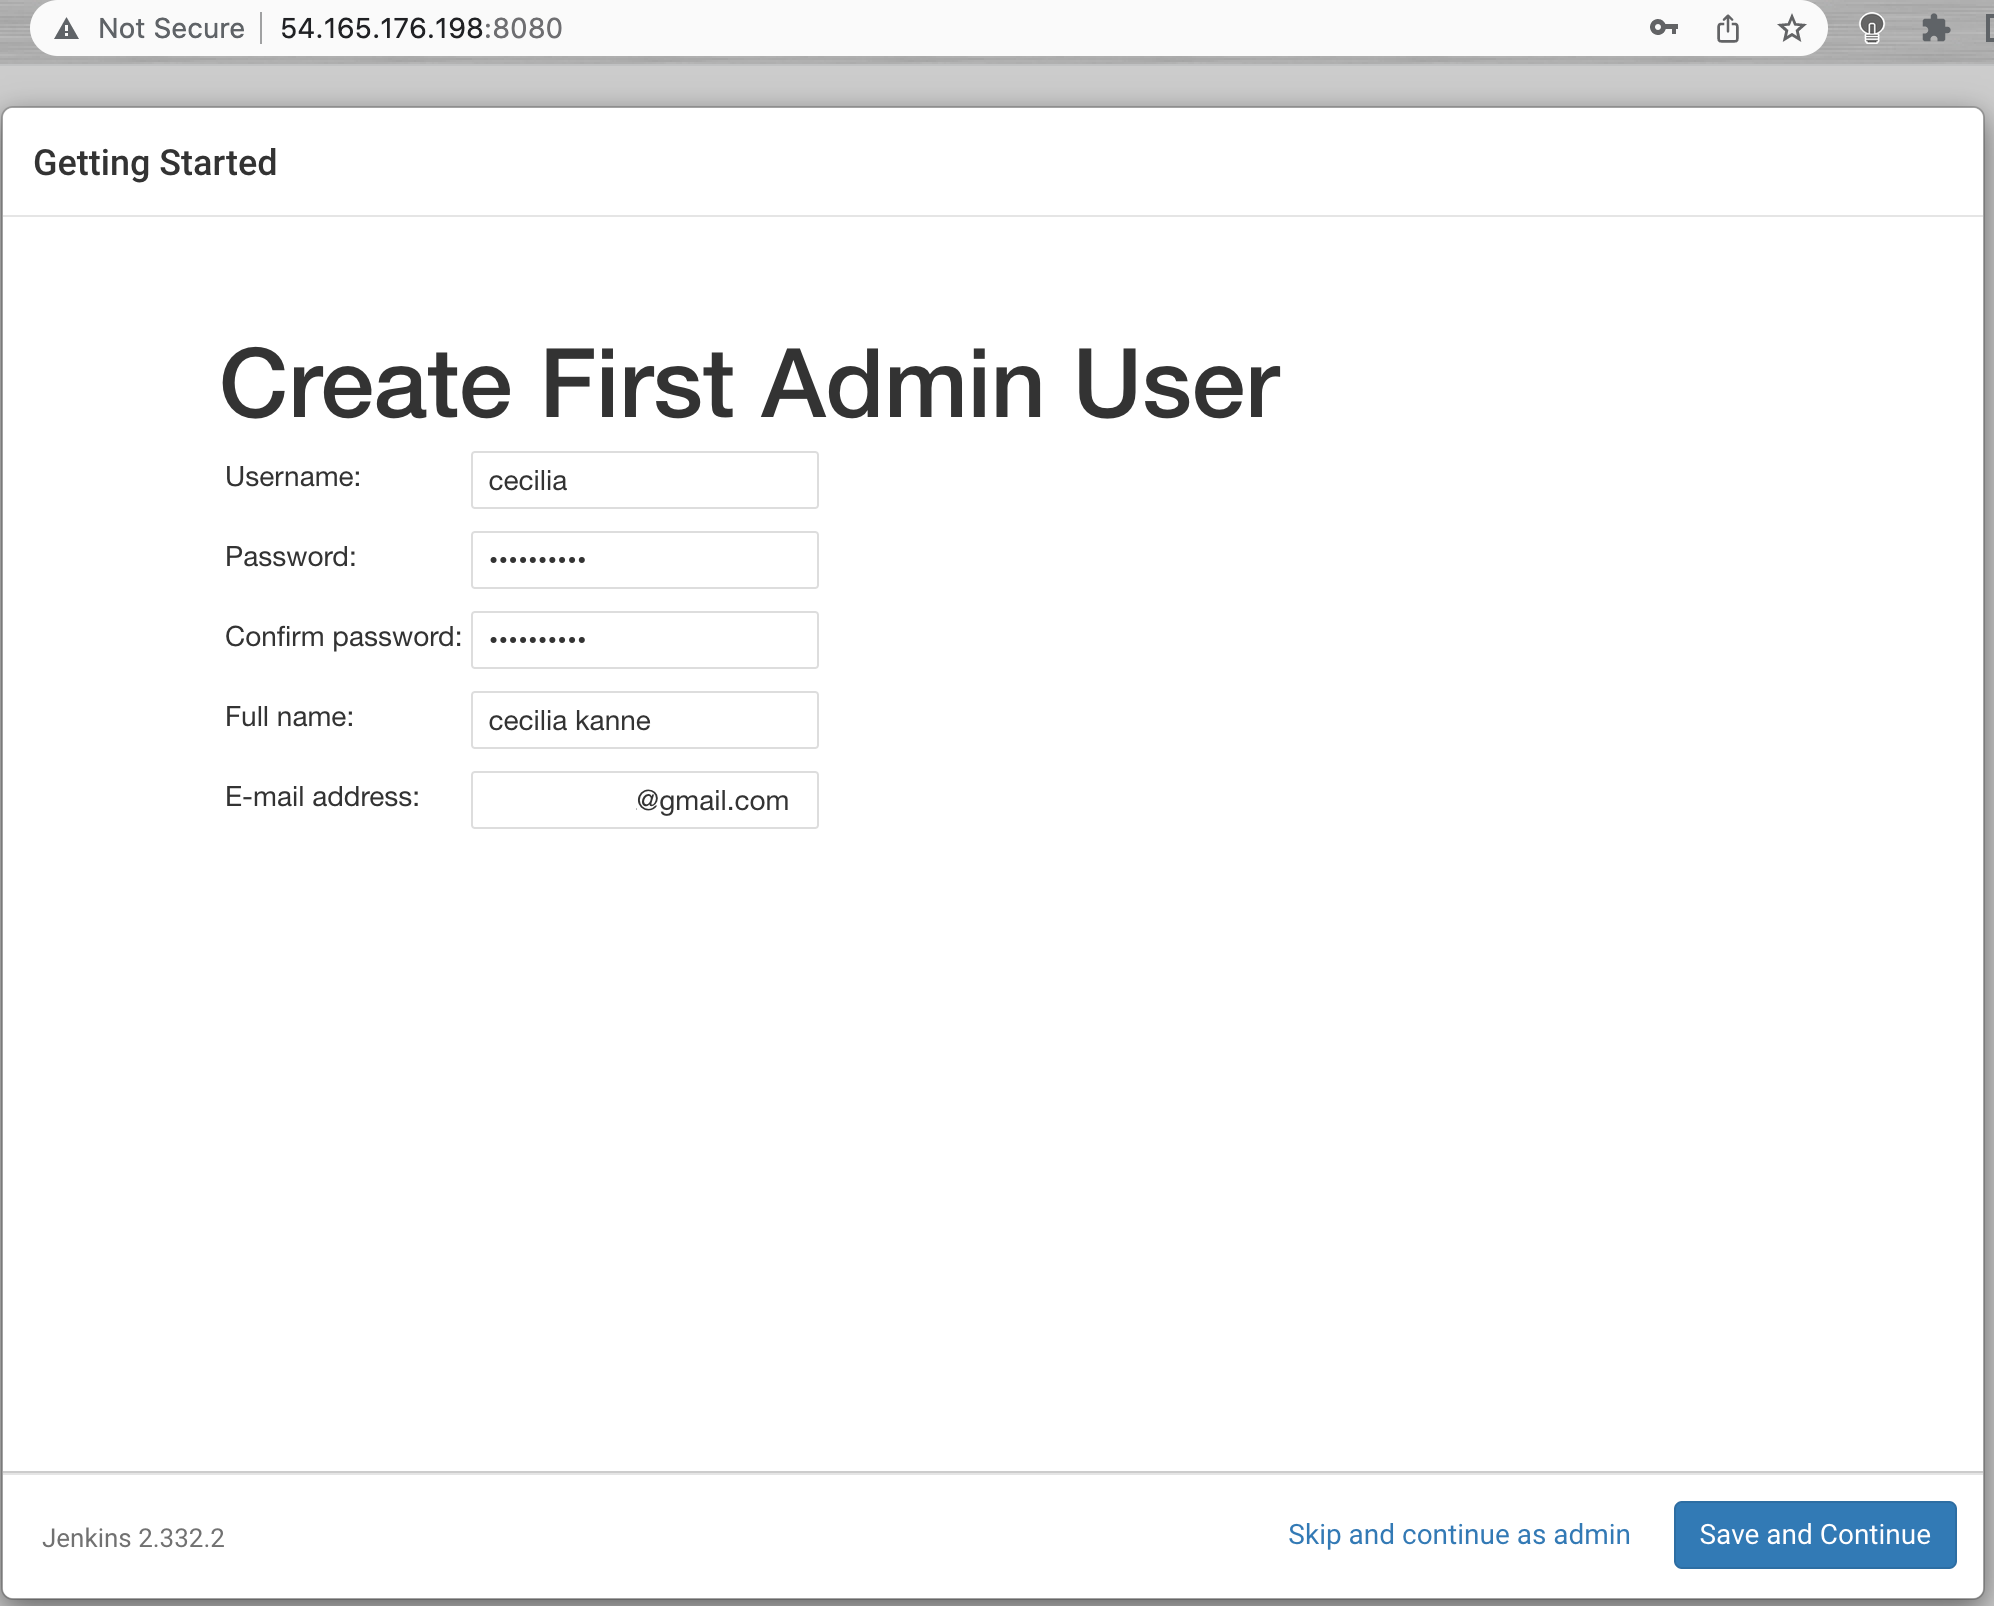 Not Secure 54.165.176.198:8080
Getting Started
Create First Admin User
Username: cecilia
Password: ••••••••••
Confirm password: ••••••••••
Full name: cecilia kanne
E-mail address: @gmail.com
Jenkins 2.332.2 Skip and continue as admin Save and Continue